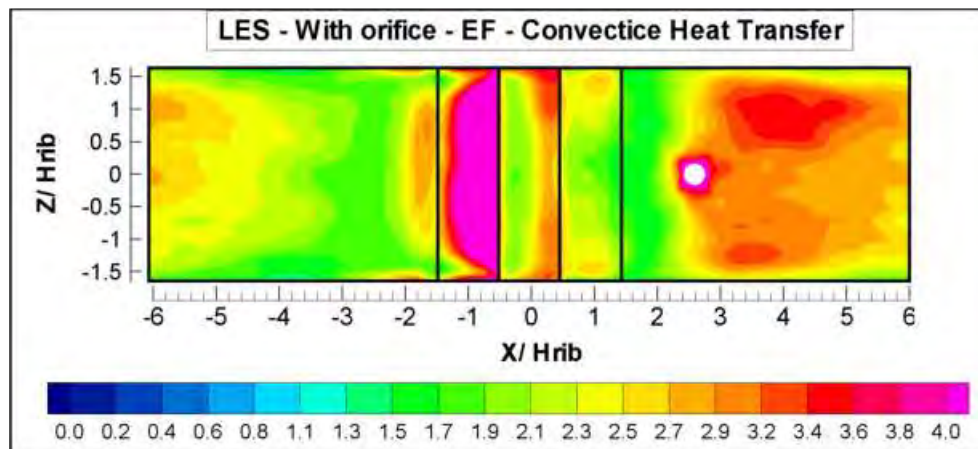 LES - With orifice - EF - Convectice Heat Transfer
Z/ Hrib
1.5
1
0.5
0
-0.5
-1
-1.5
-6 -5 -4 -3 -2 -1 0 1 2 3 4 5 6
X/ Hrib
0.0 0.2 0.4 0.6 0.8 1.1 1.3 1.5 1.7 1.9 2.1 2.3 2.5 2.7 2.9 3.2 3.4 3.6 3.8 4.0